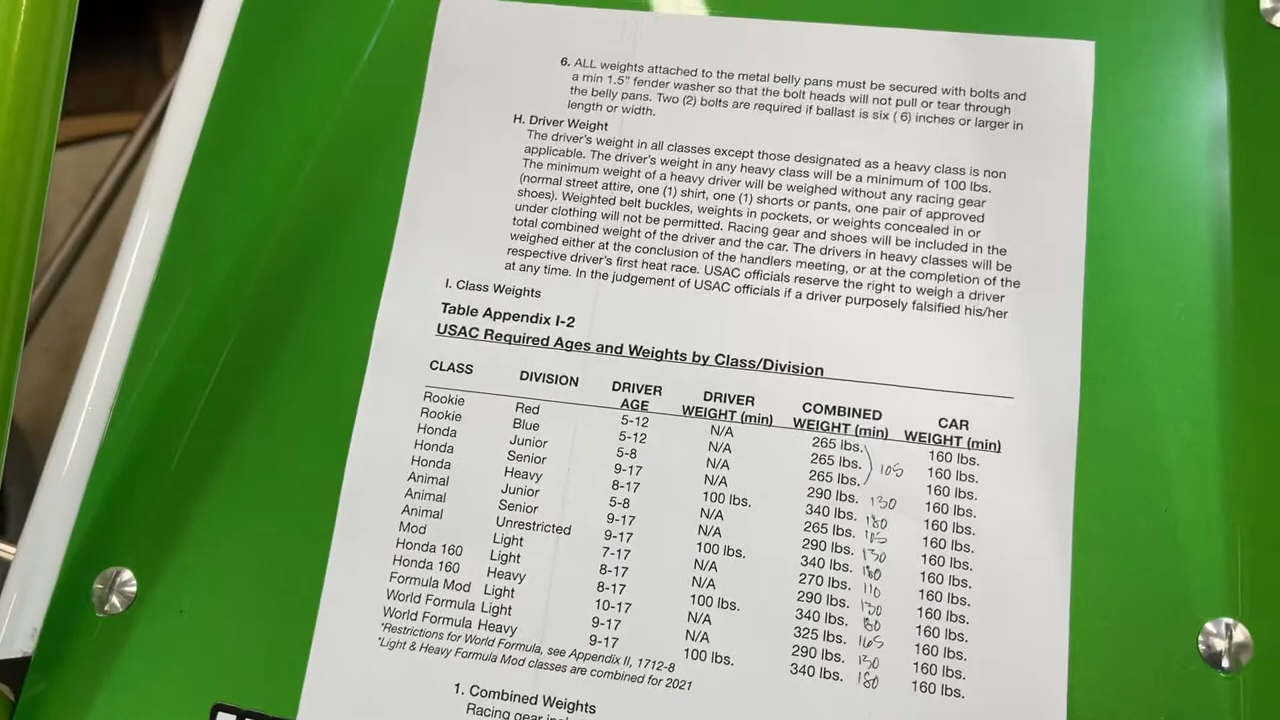 6. ALL weights attached to the metal belly pans must be secured with bolts and
a min 1.5" fender washer so that the bolt heads will not pull or tear through
the belly pans. Two (2) bolts are required if ballast is six ( 6) inches or larger in
length or width.
H. Driver Weight
The driver's weight in all classes except those designated as a heavy class is non
applicable. The driver's weight in any heavy class will be a minimum of 100 lbs.
The minimum weight of a heavy driver will be weighed without any racing gear
(normal street attire, one (1) shirt, one (1) shorts or pants, one pair of approved
shoes). Weighted belt buckles, weights in pockets, or weights concealed in or
under clothing will not be permitted. Racing gear and shoes will be included in the
total combined weight of the driver and the car. The drivers in heavy classes will be
weighed either at the conclusion of the handlers meeting, or at the completion of the
respective driver's first heat race. USAC officials reserve the right to weigh a driver
at any time. In the judgement of USAC officials if a driver purposely falsified his/her
I. Class Weights
Table Appendix I-2
USAC Required Ages and Weights by Class/Division
CLASS DIVISION DRIVER AGE DRIVER WEIGHT (min) COMBINED WEIGHT (min) CAR WEIGHT (min)
Rookie Red 5-12 N/A 265 lbs. 160 lbs.
Rookie Blue 5-12 N/A 265 lbs. 105 160 lbs.
Honda Junior 5-8 N/A 265 lbs. 160 lbs.
Honda Senior 9-17 N/A 290 lbs. 130 160 lbs.
Honda Heavy 8-17 100 lbs. 340 lbs. 180 160 lbs.
Animal Junior 5-8 N/A 265 lbs. 105 160 lbs.
Animal Senior 9-17 N/A 290 lbs. 130 160 lbs.
Animal Unrestricted 9-17 100 lbs. 340 lbs. 180 160 lbs.
Mod Light 7-17 N/A 270 lbs. 110 160 lbs.
Honda 160 Light 8-17 N/A 290 lbs. 130 160 lbs.
Honda 160 Heavy 8-17 100 lbs. 340 lbs. 180 160 lbs.
Formula Mod Light 10-17 N/A 325 lbs. 165 160 lbs.
World Formula Light 9-17 N/A 290 lbs. 130 160 lbs.
World Formula Heavy 9-17 100 lbs. 340 lbs. 180 160 lbs.
*Restrictions for World Formula, see Appendix II, 1712-8
*Light & Heavy Formula Mod classes are combined for 2021
1. Combined Weights
Racing gear